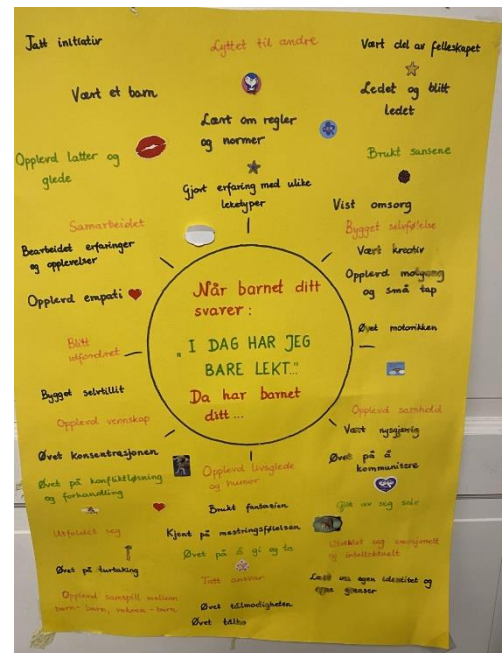 Tatt initiativ
Lyttet til andre
Vært del av felleskapet
Vært et barn
Ledet og blitt
ledet
Lært om regler
og normer
Opplevd latter og
glede
Brukt sansene
Gjort erfaring med ulike
leketyper
Vist omsorg
Samarbeidet
Bygget selvfølelse
Bearbeidet erfaringer
og opplevelser
Vært kreativ
Opplevd motgang
og små tap
Opplevd empati
Når barnet ditt
svarer:
„I DAG HAR JEG
BARE LEKT..."
Da har barnet
ditt...
Øvet motorikken
Blitt
utfordret
Bygget selvtillit
Opplevd vennskap
Opplevd samhold
Vært nysgjerrig
Øvet konsentrasjonen
Øvet på å
kommunisere
Øvet på konfliktløsning
og forhandling
Opplevd livsglede
og humor
Brukt fantasien
Gitt av seg selv
Utfoldet seg
Kjent på mestringsfølelsen
Øvet på å gi og ta
Utviklet seg emosjonelt
og intellektuelt
Øvet på turtaking
Tatt ansvar
Lært om egen identitet og
egne grenser
Opplevd samspill mellom
barn-barn, voksen-barn
Øvet tålmodigheten
Øvet